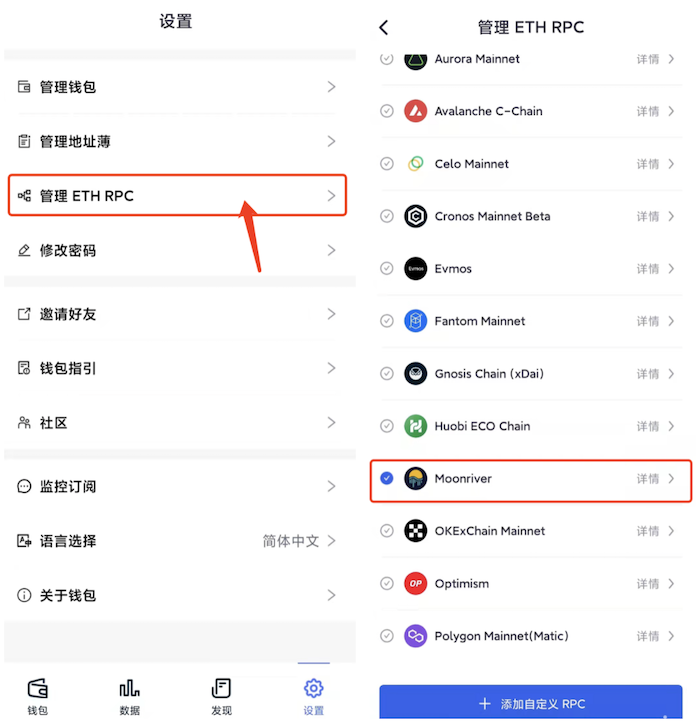 设置
管理钱包
管理地址薄
管理 ETH RPC
修改密码
邀请好友
钱包指引
社区
监控订阅
语言选择 简体中文
关于钱包
钱包 数据 发现 设置
管理 ETH RPC
Aurora Mainnet 详情
Avalanche C-Chain 详情
Celo Mainnet 详情
Cronos Mainnet Beta 详情
Evmos Evmos 详情
Fantom Mainnet 详情
Gnosis Chain (xDai) 详情
Huobi ECO Chain 详情
Moonriver 详情
OKExChain Mainnet 详情
OP Optimism 详情
Polygon Mainnet(Matic) 详情
添加自定义 RPC